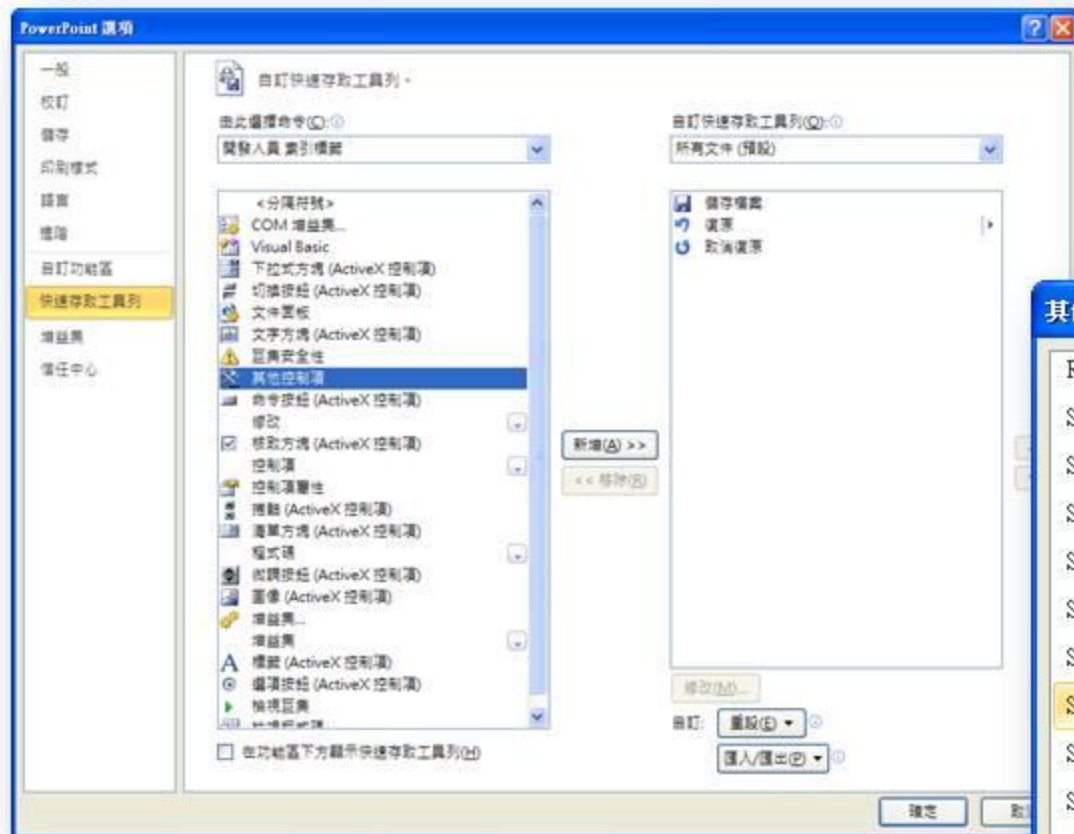 PowerPoint 選項
一般
校訂
儲存
印刷樣式
語言
進階
自訂功能區
快速存取工具列
增益集
信任中心
自訂快速存取工具列。
由此選擇命令(C):
開發人員 索引標籤
<分隔符號>
COM 增益集...
Visual Basic
下拉式方塊 (ActiveX 控制項)
切換按鈕 (ActiveX 控制項)
文件面板
文字方塊 (ActiveX 控制項)
巨集安全性
其他控制項
命令按鈕 (ActiveX 控制項)
修改
核取方塊 (ActiveX 控制項)
控制項
控制項屬性
捲軸 (ActiveX 控制項)
清單方塊 (ActiveX 控制項)
程式碼
微調按鈕 (ActiveX 控制項)
圖像 (ActiveX 控制項)
增益集...
增益集
標籤 (ActiveX 控制項)
選項按鈕 (ActiveX 控制項)
檢視巨集
在功能區下方顯示快速存取工具列(H)
新增(A) >>
<< 移除(R)
自訂快速存取工具列(Q):
所有文件 (預設)
儲存檔案
復原
取消復原
修改(M)...
自訂:
重設(E)
匯入/匯出(P)
確定
其
S
S
S
S
S
S
S
S
S